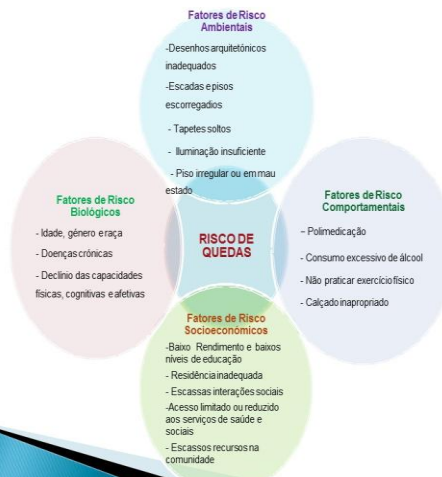 Fatores de Risco
Ambientais
-Desenhos arquitetónicos
inadequados
-Escadas e pisos
escorregadios
- Tapetes soltos
- Iluminação insuficiente
- Piso irregular ou em mau
estado
Fatores de Risco
Biológicos
- Idade, género e raça
- Doenças crónicas
- Declínio das capacidades
físicas, cognitivas e afetivas
RISCO DE
QUEDAS
Fatores de Risco
Comportamentais
– Polimedicação
- Consumo excessivo de álcool
- Não praticar exercício físico
- Calçado inapropriado
Fatores de Risco
Socioeconómicos
-Baixo Rendimento e baixos
níveis de educação
- Residência inadequada
- Escassas interações sociais
-Acesso limitado ou reduzido
aos serviços de saúde e
sociais
- Escassos recursos na
comunidade